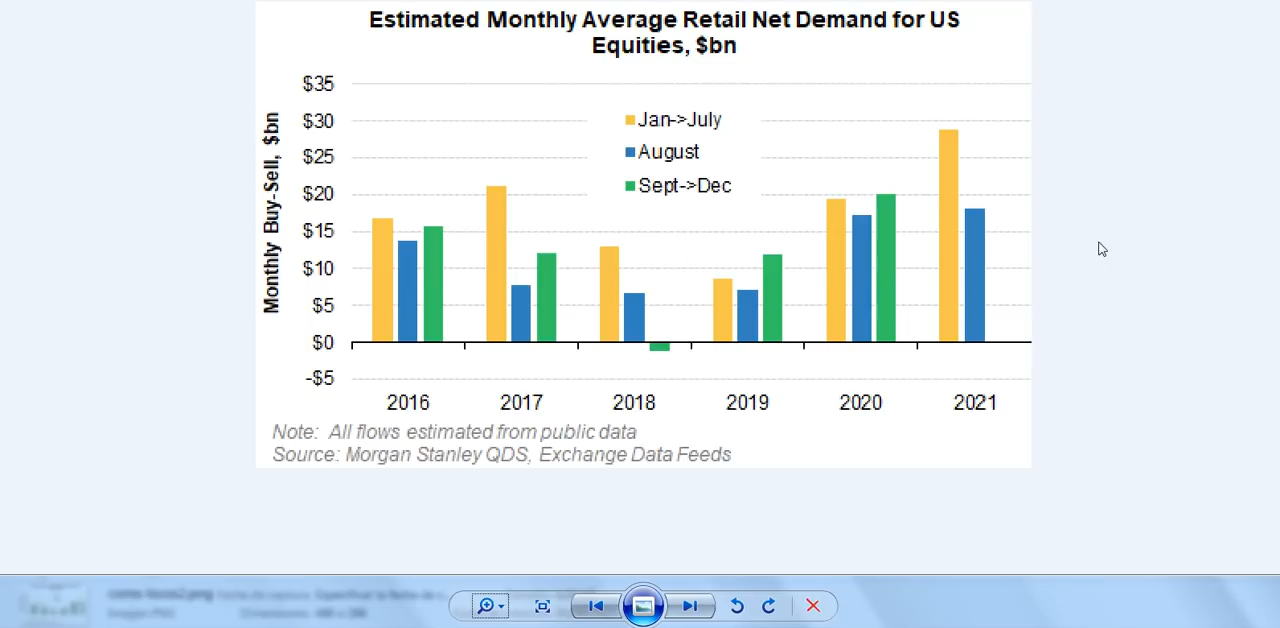 Estimated Monthly Average Retail Net Demand for US
Equities, $bn
Monthly Buy-Sell, $bn
$35
$30
$25
$20
$15
$10
$5
$0
-$5
Jan->July
August
Sept->Dec
2016
2017
2018
2019
2020
2021
Note: All flows estimated from public data
Source: Morgan Stanley QDS, Exchange Data Feeds